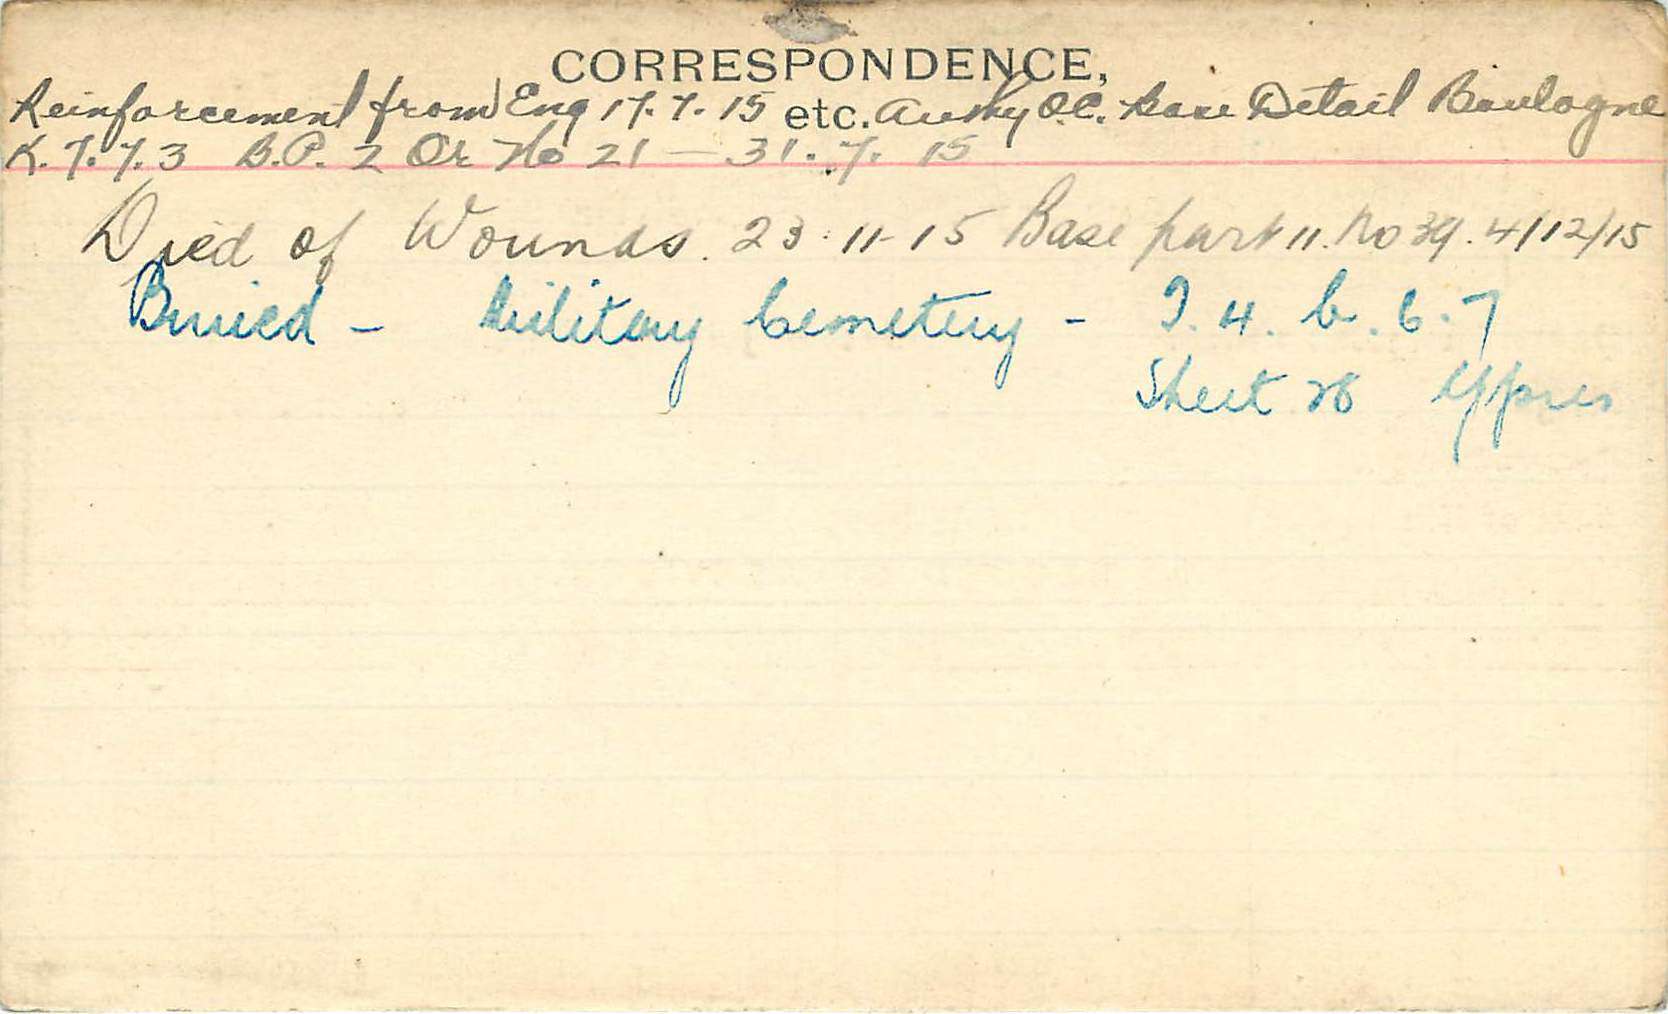 CORRESPONDENCE,
Reinforcement from Eng 17.7.15 etc. Authy O.C. Base Detail Boulogne
K. 7.7.3 B.P. 2 Or No 21 — 31.7.15
Died of Wounds. 23-11-15 Base part 11. No 39. 4/12/15
Buried - Military Cemetery - T. 4. b. 6. 7
Sheet 28 Ypres